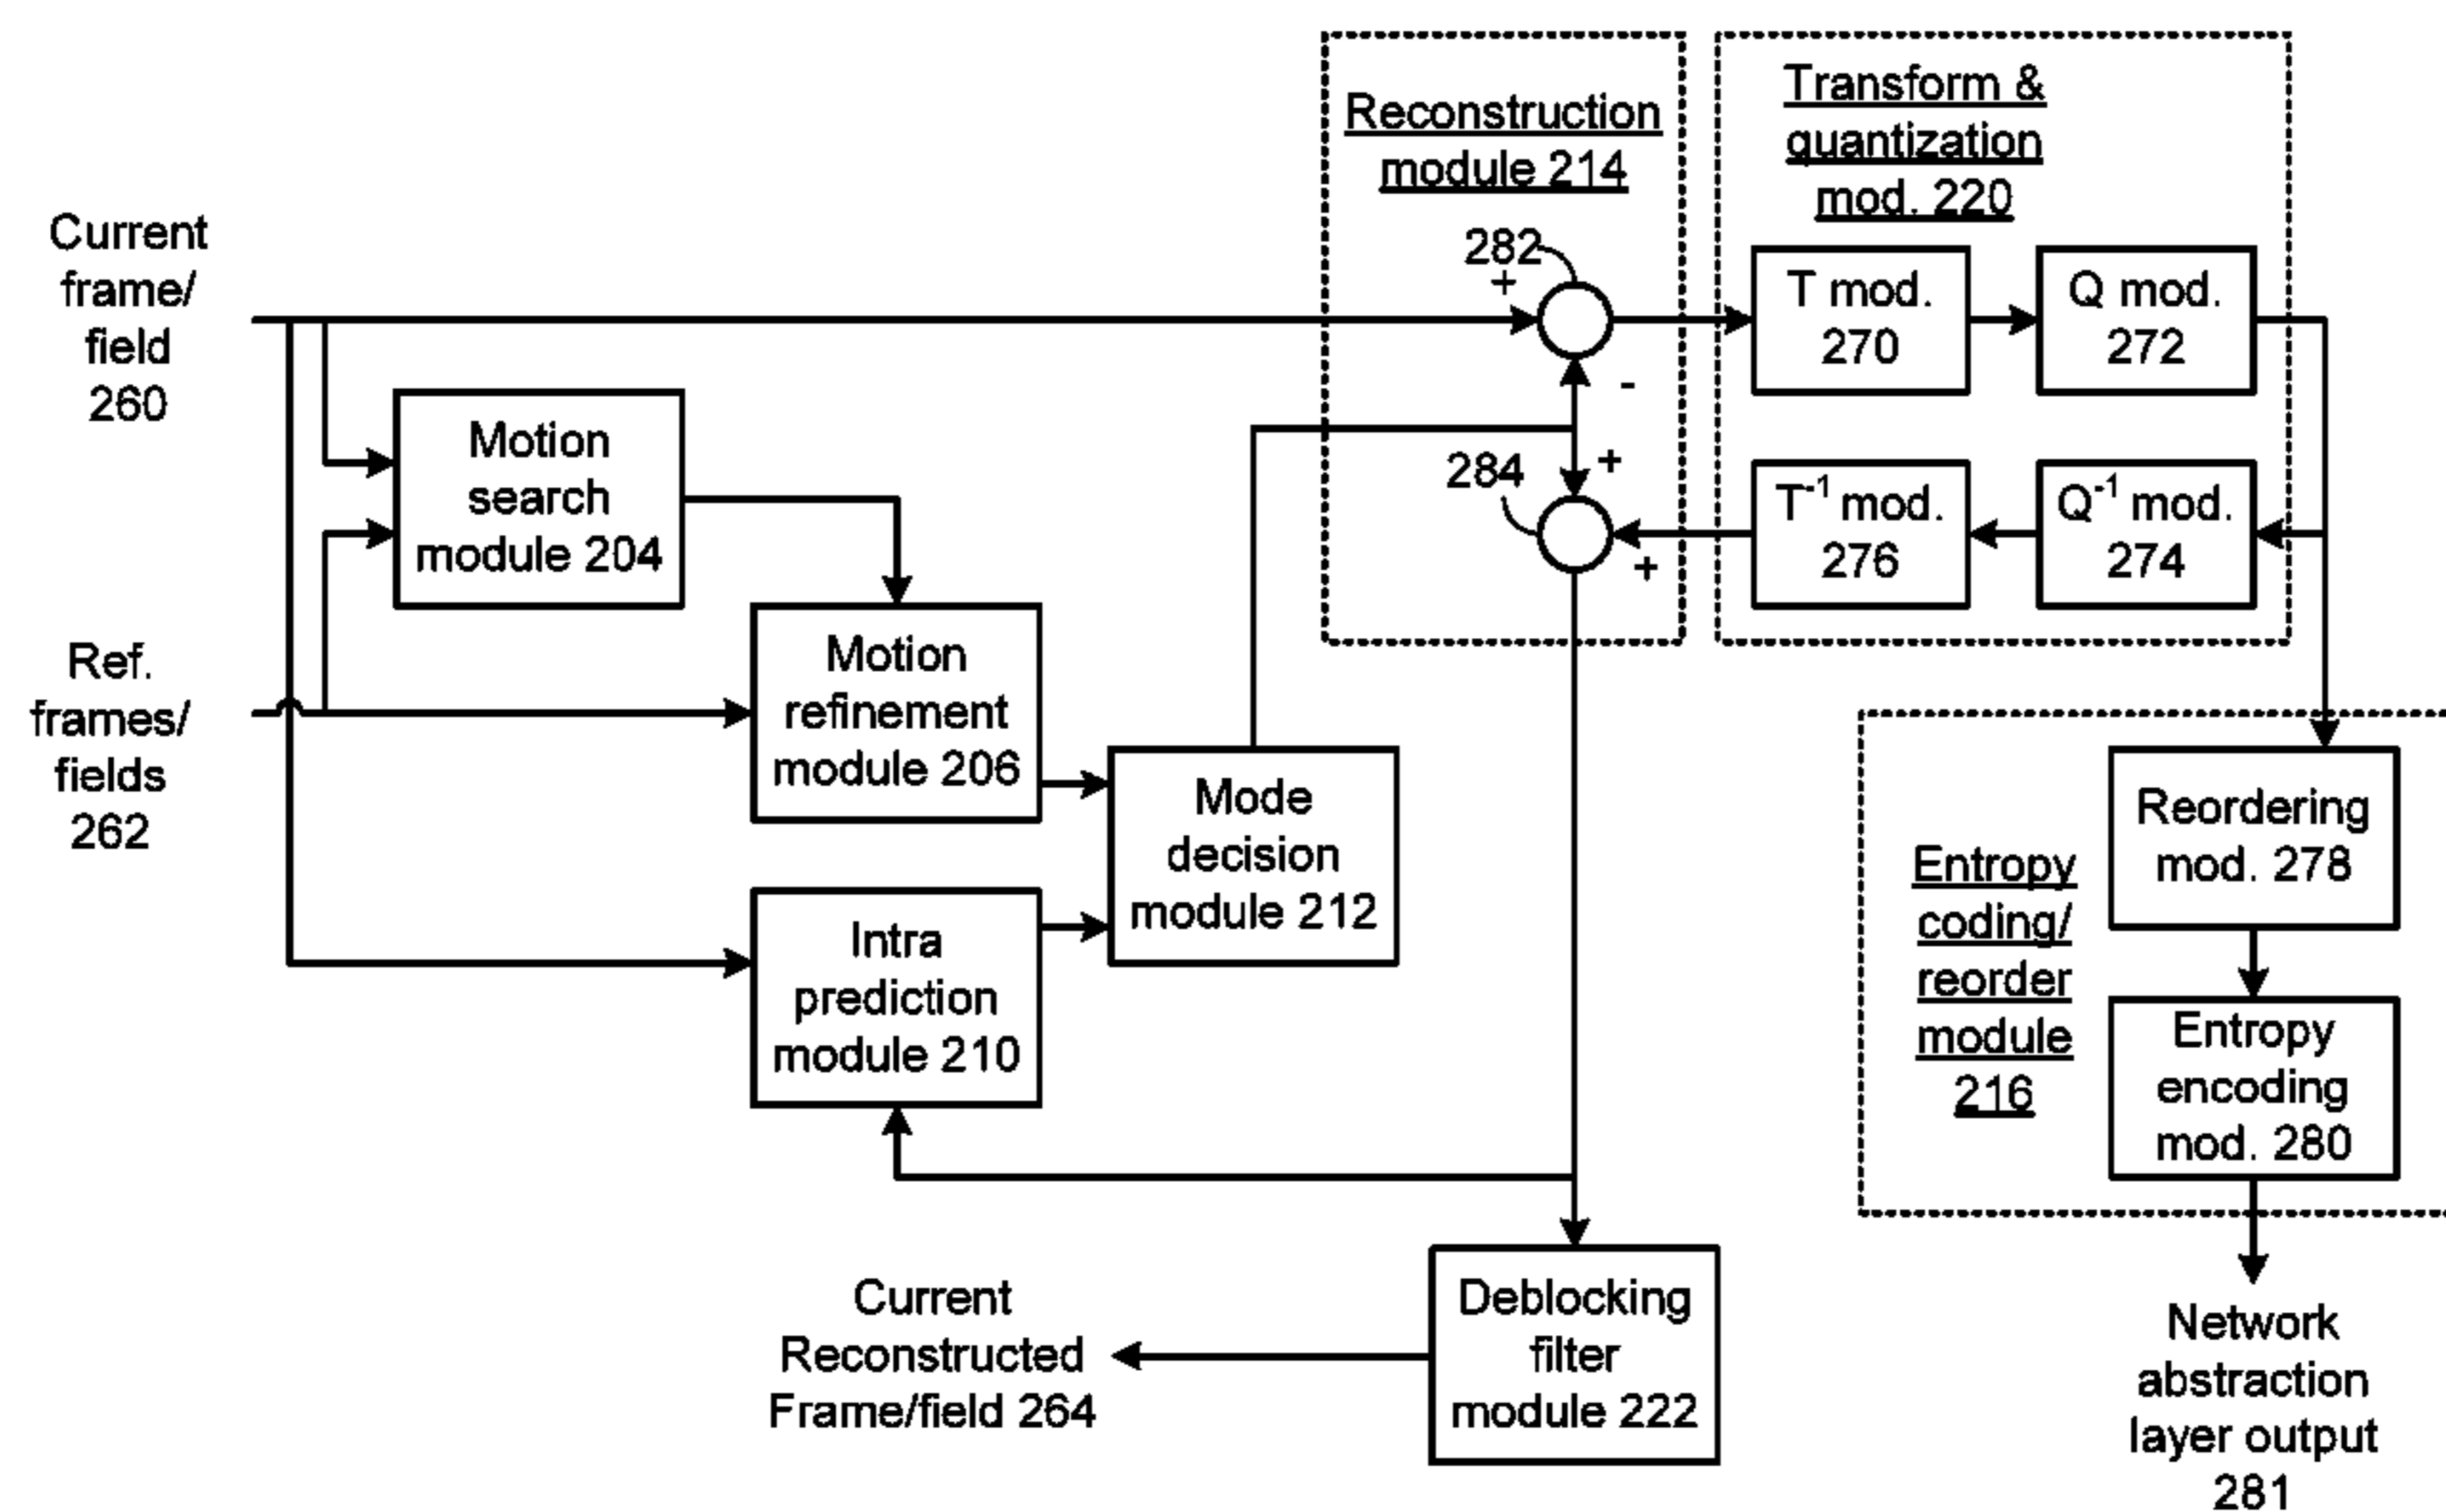 Current
frame/
field
260
Ref.
frames/
fields
262
Motion
search
module 204
Motion
refinement
module 206
Intra
prediction
module 210
Mode
decision
module 212
Reconstruction
module 214
282
+
-
284
+
+
Transform &
quantization
mod. 220
T mod.
270
Q mod.
272
T-1 mod.
276
Q-1 mod.
274
Entropy
coding/
reorder
module
216
Reordering
mod. 278
Entropy
encoding
mod. 280
Current
Reconstructed
Frame/field 264
Deblocking
filter
module 222
Network
abstraction
layer output
281